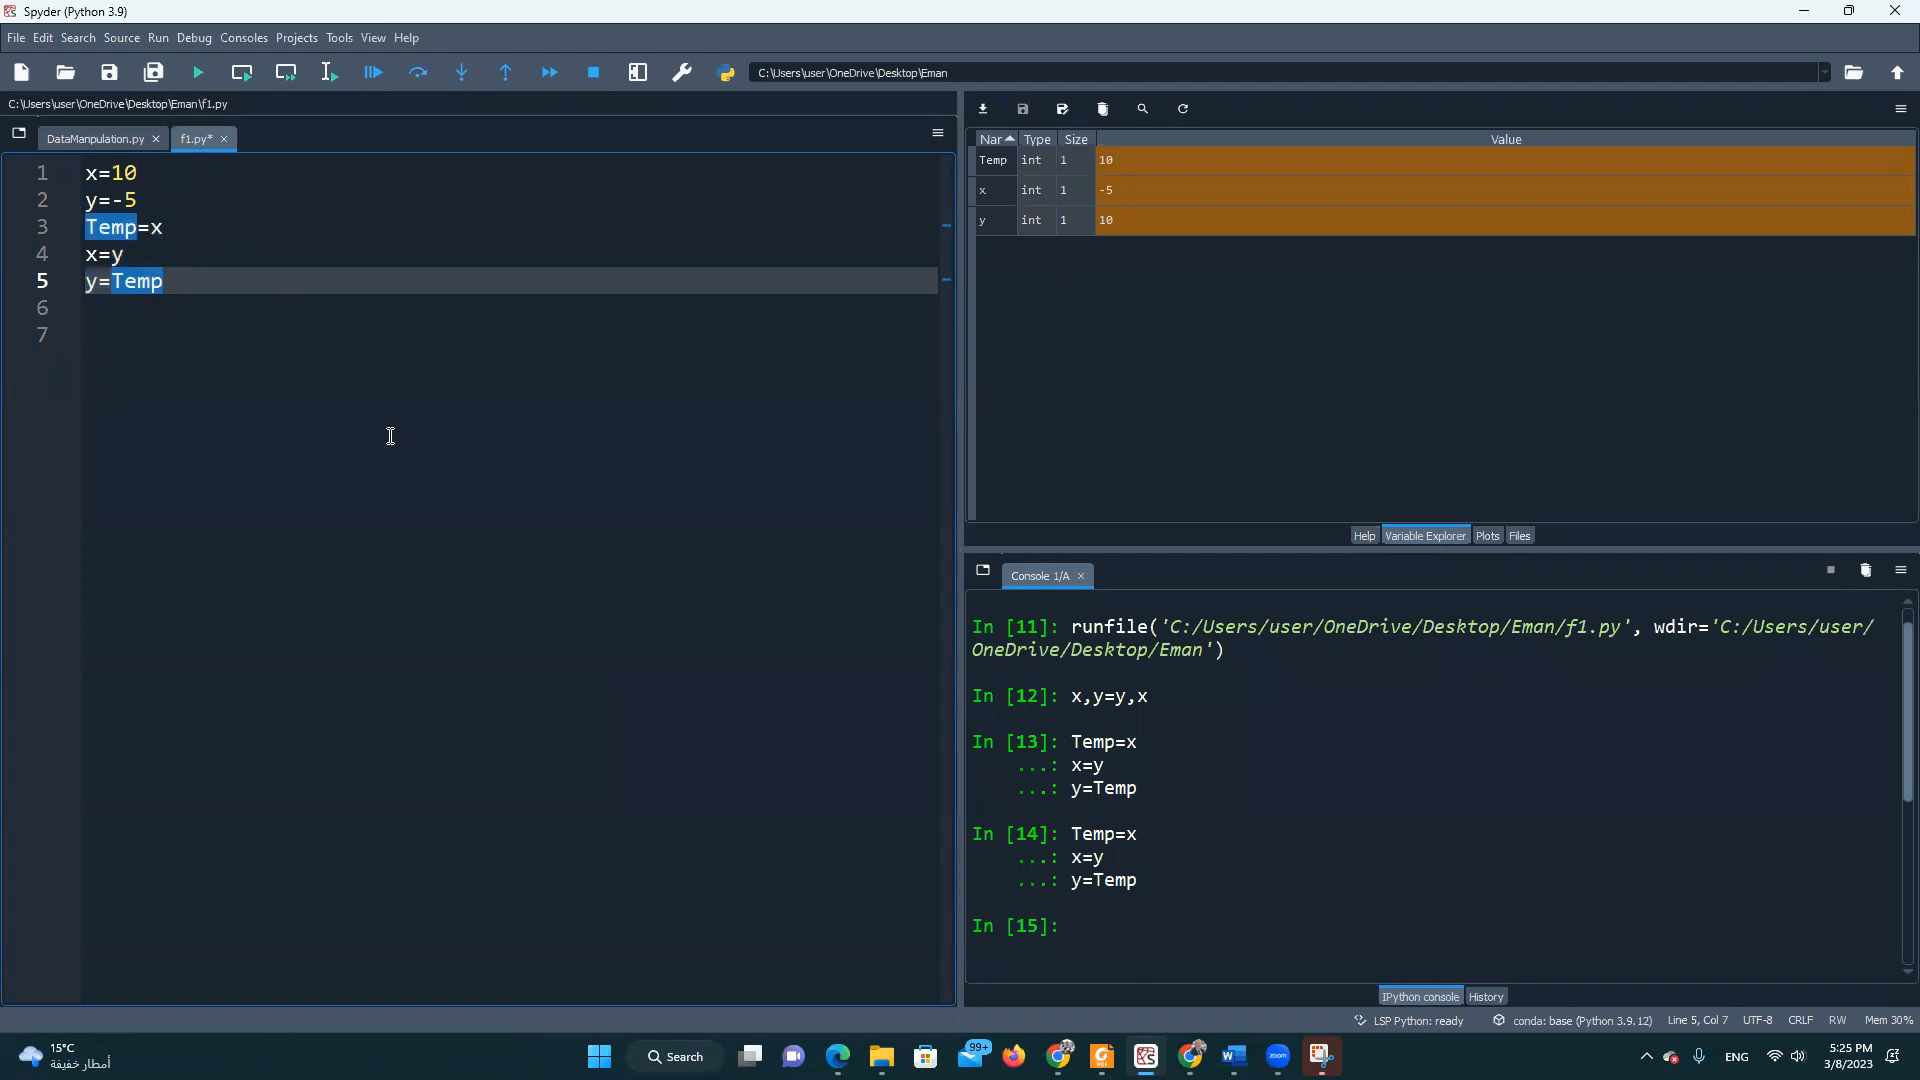 Spyder (Python 3.9)
File Edit Search Source Run Debug Consoles Projects Tools View Help
C:\Users\user\OneDrive\Desktop\Eman
C:\Users\user\OneDrive\Desktop\Eman\f1.py
DataManpulation.py
f1.py*
1 x=10
2 y=-5
3 Temp=x
4 x=y
5 y=Temp
6
7
Nar Type Size Value
Temp int 1 10
x int 1 -5
y int 1 10
Help Variable Explorer Plots Files
Console 1/A
In [11]: runfile('C:/Users/user/OneDrive/Desktop/Eman/f1.py', wdir='C:/Users/user/
OneDrive/Desktop/Eman')
In [12]: x,y=y,x
In [13]: Temp=x
...: x=y
...: y=Temp
In [14]: Temp=x
...: x=y
...: y=Temp
In [15]:
IPython console History
LSP Python: ready conda: base (Python 3.9.12) Line 5, Col 7 UTF-8 CRLF RW Mem 30%
15°C
أمطار خفيفة
Search
99+
zoom
ENG
5:25 PM
3/8/2023